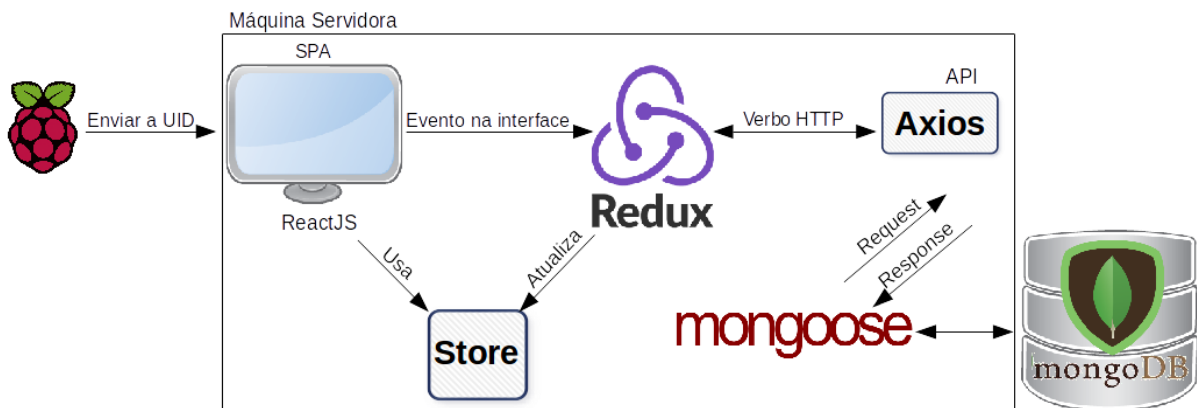 Máquina Servidora
SPA
API
Enviar a UID
Evento na interface
Verbo HTTP
Axios
Redux
ReactJS
Usa
Atualiza
Request
Response
Store
mongoose
mongoDB